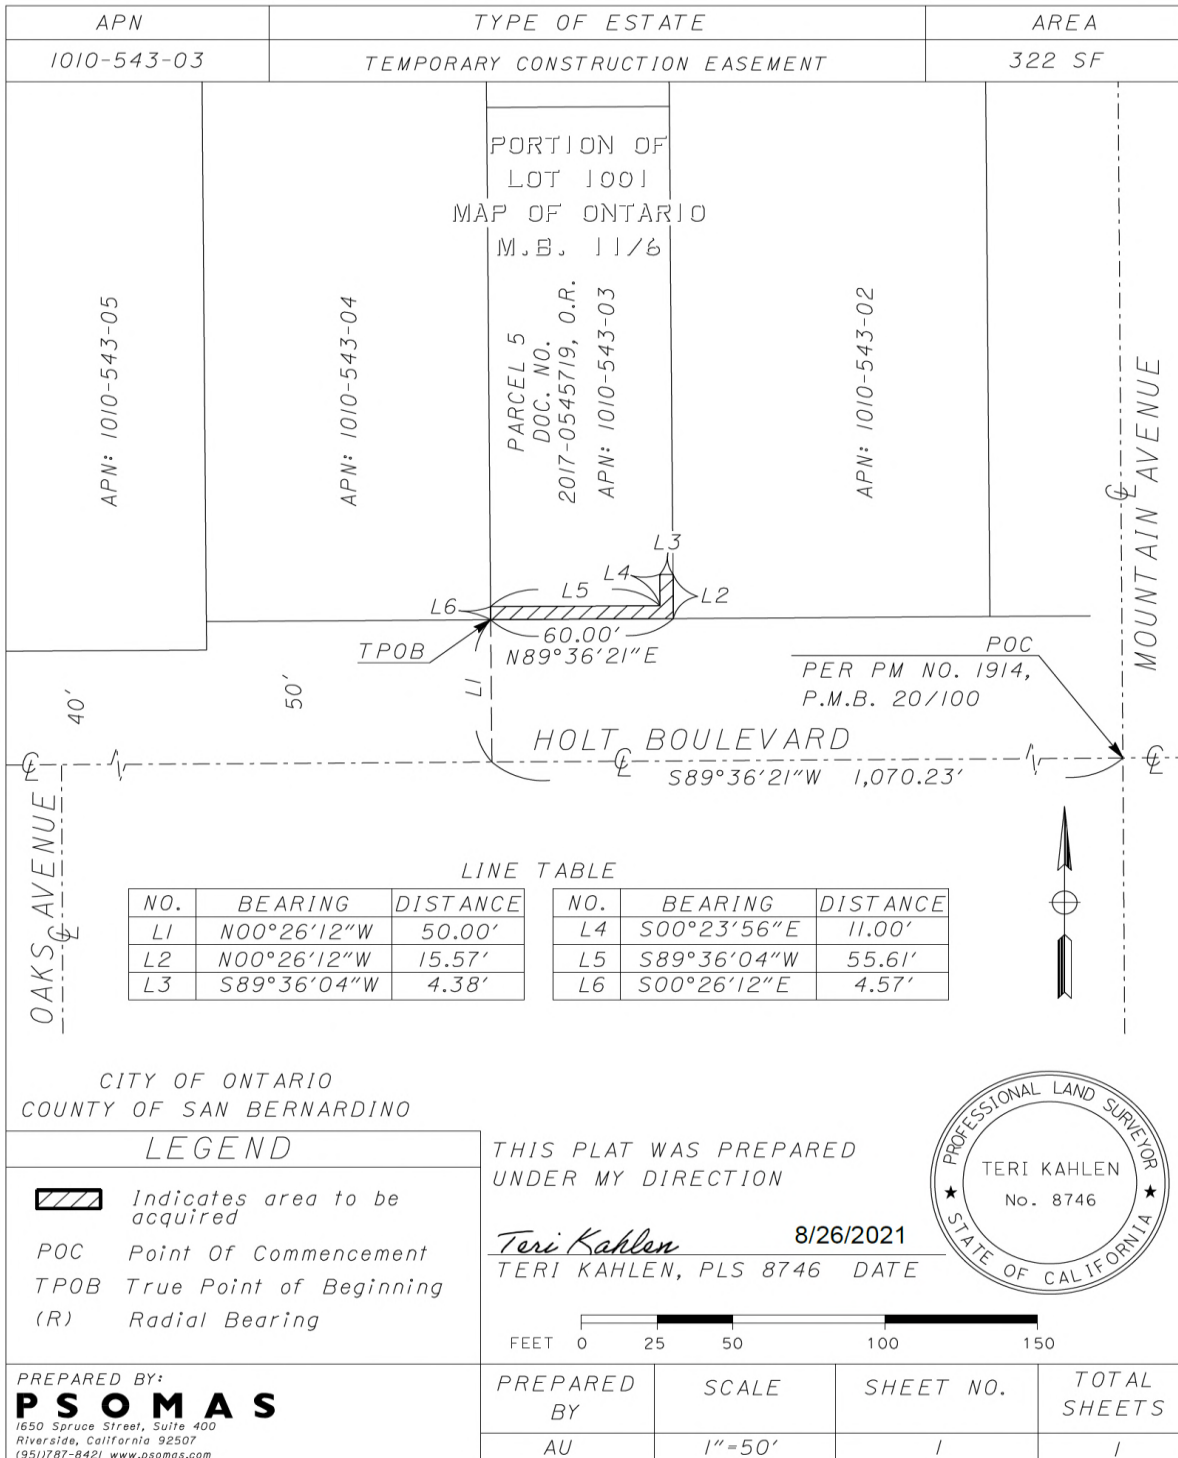 APN TYPE OF ESTATE AREA
1010-543-03 TEMPORARY CONSTRUCTION EASEMENT 322 SF
PORTION OF
LOT 1001
MAP OF ONTARIO
M.B. 11/6
APN: 1010-543-05
APN: 1010-543-04
PARCEL 5
DOC. NO.
2017-0545719, O.R.
APN: 1010-543-03
APN: 1010-543-02
MOUNTAIN AVENUE
L3
L4
L5
L2
L6
60.00'
N89°36'21"E
TPOB
POC
PER PM NO. 1914,
P.M.B. 20/100
L1
40'
50'
HOLT BOULEVARD
S89°36'21"W 1,070.23'
OAKS AVENUE
LINE TABLE
NO. BEARING DISTANCE
L1 N00°26'12"W 50.00'
L2 N00°26'12"W 15.57'
L3 S89°36'04"W 4.38'
NO. BEARING DISTANCE
L4 S00°23'56"E 11.00'
L5 S89°36'04"W 55.61'
L6 S00°26'12"E 4.57'
CITY OF ONTARIO
COUNTY OF SAN BERNARDINO
LEGEND
Indicates area to be
acquired
POC Point Of Commencement
TPOB True Point of Beginning
(R) Radial Bearing
THIS PLAT WAS PREPARED
UNDER MY DIRECTION
Teri Kahlen 8/26/2021
TERI KAHLEN, PLS 8746 DATE
PROFESSIONAL LAND SURVEYOR
TERI KAHLEN
No. 8746
★ STATE OF CALIFORNIA ★
FEET 0 25 50 100 150
PREPARED BY:
PSOMAS
1650 Spruce Street, Suite 400
Riverside, California 92507
(951)787-8421 www.psomas.com
PREPARED BY SCALE SHEET NO. TOTAL SHEETS
AU 1"=50' 1 1